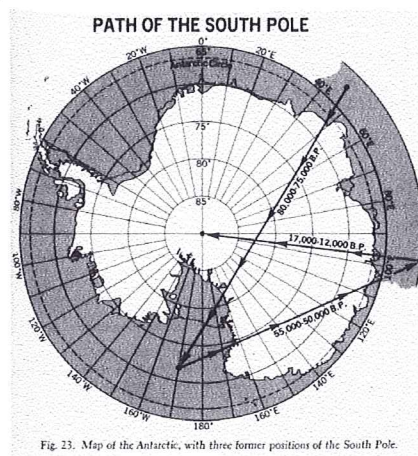 PATH OF THE SOUTH POLE
0°
20°W
20°E
65°
Antarctic Circle
40°W
40°E
75°
60°E
80°
80,000-75,000 B.P.
85°
80°E
80°W
17,000-12,000 B.P.
100°W
100°
55,000-50,000 B.P.
120°W
120°E
140°W
140°E
160°W
180°
160°E
Fig. 23. Map of the Antarctic, with three former positions of the South Pole.